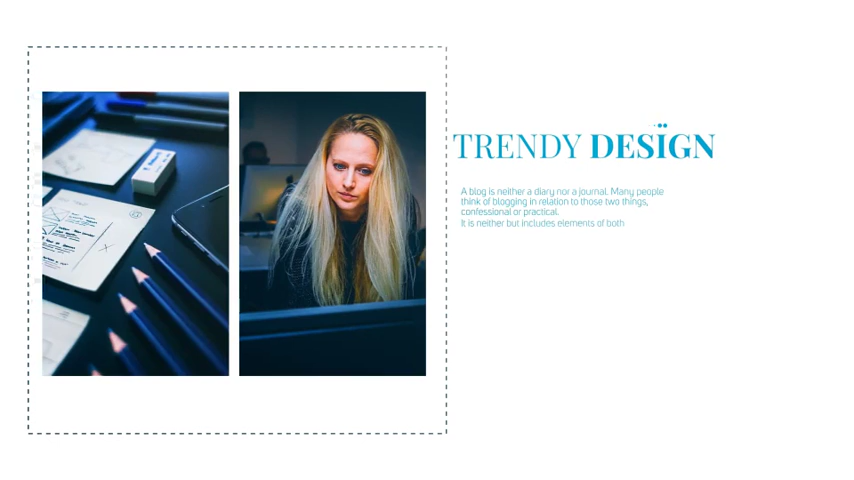 TRENDY DESÏGN
A blog is neither a diary nor a journal. Many people
think of blogging in relation to those two things,
confessional or practical.
It is neither but includes elements of both